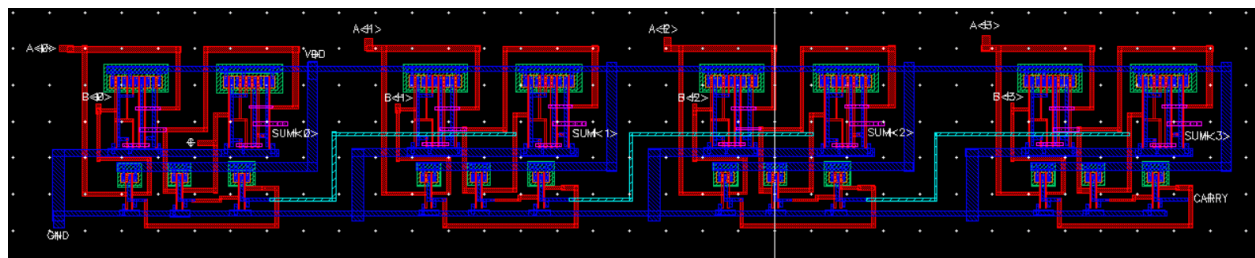 A<0>
VDD
B<0>
SUM<0>
C
GND
A<1>
B<1>
SUM<1>
A<2>
B<2>
SUM<2>
A<3>
B<3>
SUM<3>
CARRY